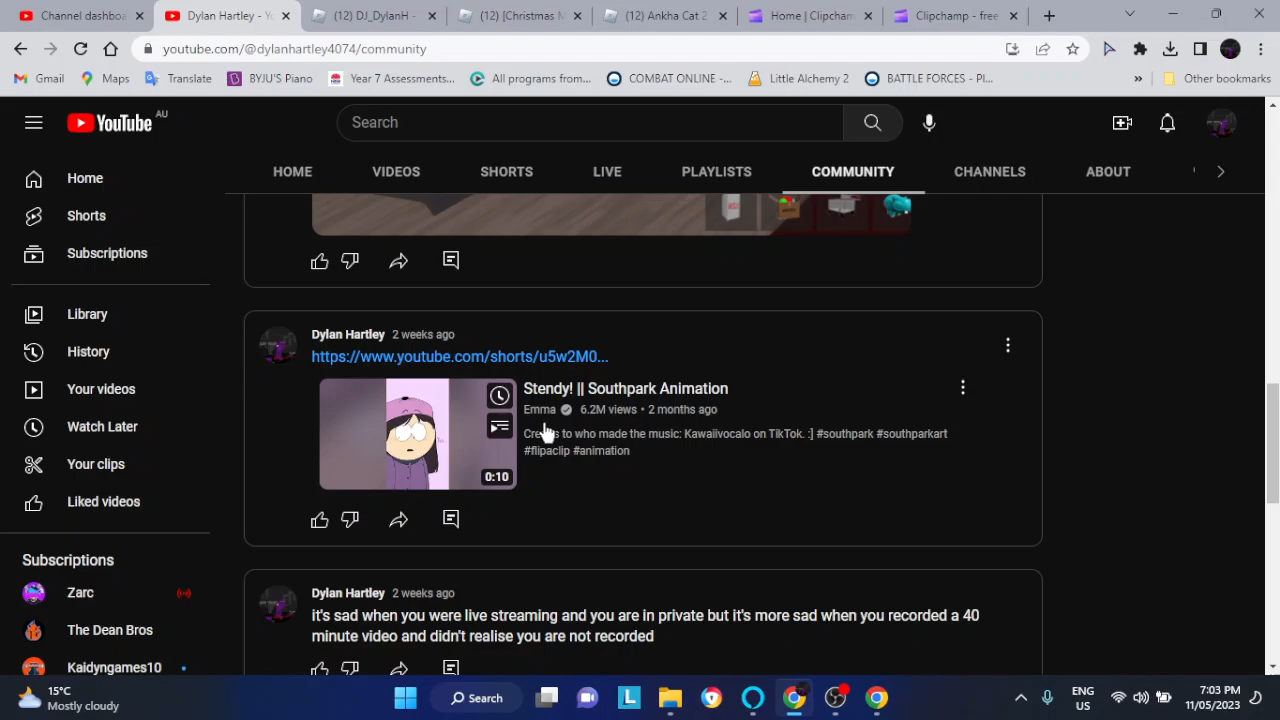 Channel dashboa
Dylan Hartley - Yo
(12) DJ_DylanH -
(12) [Christmas M
(12) Ankha Cat 2
Home | Clipcham
Clipchamp - free
youtube.com/@dylanhartley4074/community
Gmail
Maps
Translate
BYJU'S Piano
Year 7 Assessments...
All programs from...
COMBAT ONLINE -...
Little Alchemy 2
BATTLE FORCES - Pl...
»
Other bookmarks
YouTube AU
Search
HOME
VIDEOS
SHORTS
LIVE
PLAYLISTS
COMMUNITY
CHANNELS
ABOUT
Home
Shorts
Subscriptions
Library
History
Your videos
Watch Later
Your clips
Liked videos
Subscriptions
Zarc
The Dean Bros
Kaidyngames10
Dylan Hartley 2 weeks ago
https://www.youtube.com/shorts/u5w2M0...
0:10
Stendy! || Southpark Animation
Emma 6.2M views • 2 months ago
to who made the music: Kawaiivocalo on TikTok. :] #southpark #southparkart
#flipaclip #animation
Dylan Hartley 2 weeks ago
it's sad when you were live streaming and you are in private but it's more sad when you recorded a 40
minute video and didn't realise you are not recorded
15°C
Mostly cloudy
Search
L
ENG
US
7:03 PM
11/05/2023